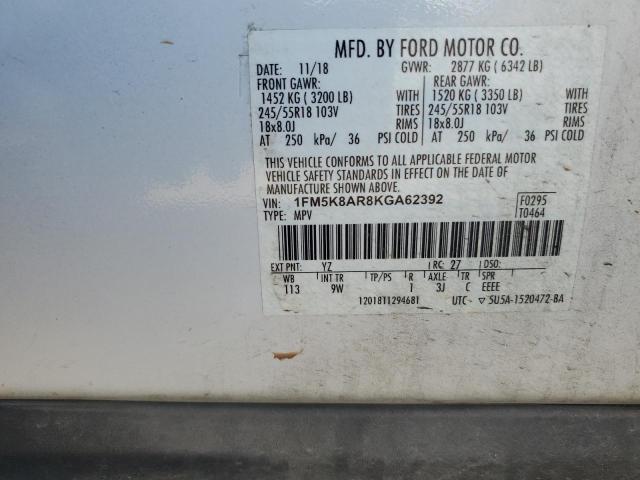 MFD. BY FORD MOTOR CO.
DATE: 11/18 GVWR: 2877 KG ( 6342 LB)
FRONT GAWR: REAR GAWR:
1452 KG ( 3200 LB) WITH 1520 KG ( 3350 LB) WITH
245/55R18 103V TIRES 245/55R18 103V TIRES
18x8.0J RIMS 18x8.0J RIMS
AT 250 kPa/ 36 PSI COLD AT 250 kPa/ 36 PSI COLD
THIS VEHICLE CONFORMS TO ALL APPLICABLE FEDERAL MOTOR
VEHICLE SAFETY STANDARDS IN EFFECT ON THE DATE OF
MANUFACTURE SHOWN ABOVE.
VIN: 1FM5K8AR8KGA62392 F0295
TYPE: MPV T0464
EXT PNT: YZ RC: 27 DSO:
WB INT TR TP/PS R AXLE TR SPR
113 9W 1 3J C EEEE
1201811294681 UTC- ▽ SU5A-1520472-BA